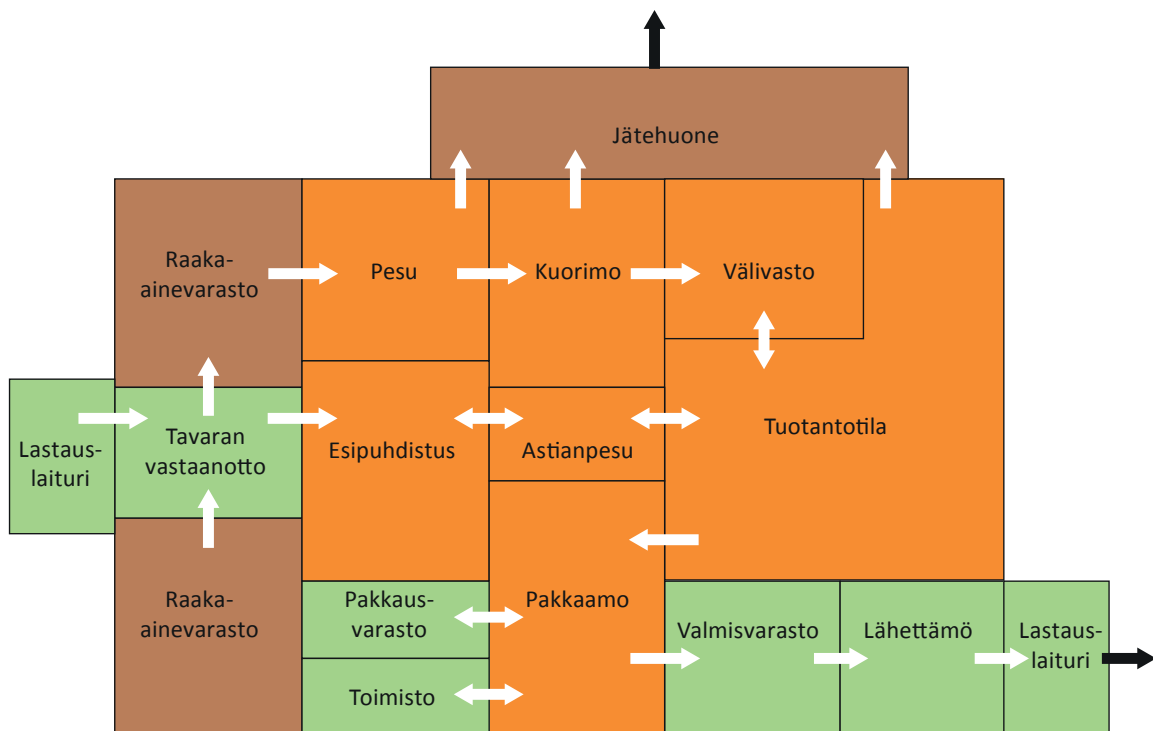 Jätehuone
Raaka-
ainevarasto
Pesu
Kuorimo
Välivasto
Lastaus-
laituri
Tavaran
vastaanotto
Esipuhdistus
Astianpesu
Tuotantotila
Raaka-
ainevarasto
Pakkaus-
varasto
Pakkaamo
Valmisvarasto
Lähettämö
Lastaus-
laituri
Toimisto